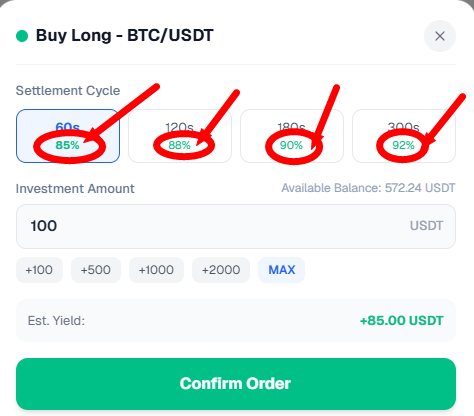 Buy Long - BTC/USDT
Settlement Cycle
60s 120s 180s 300s
85% 88% 90% 92%
Investment Amount Available Balance: 572.24 USDT
100 USDT
+100 +500 +1000 +2000 MAX
Est. Yield: +85.00 USDT
Confirm Order